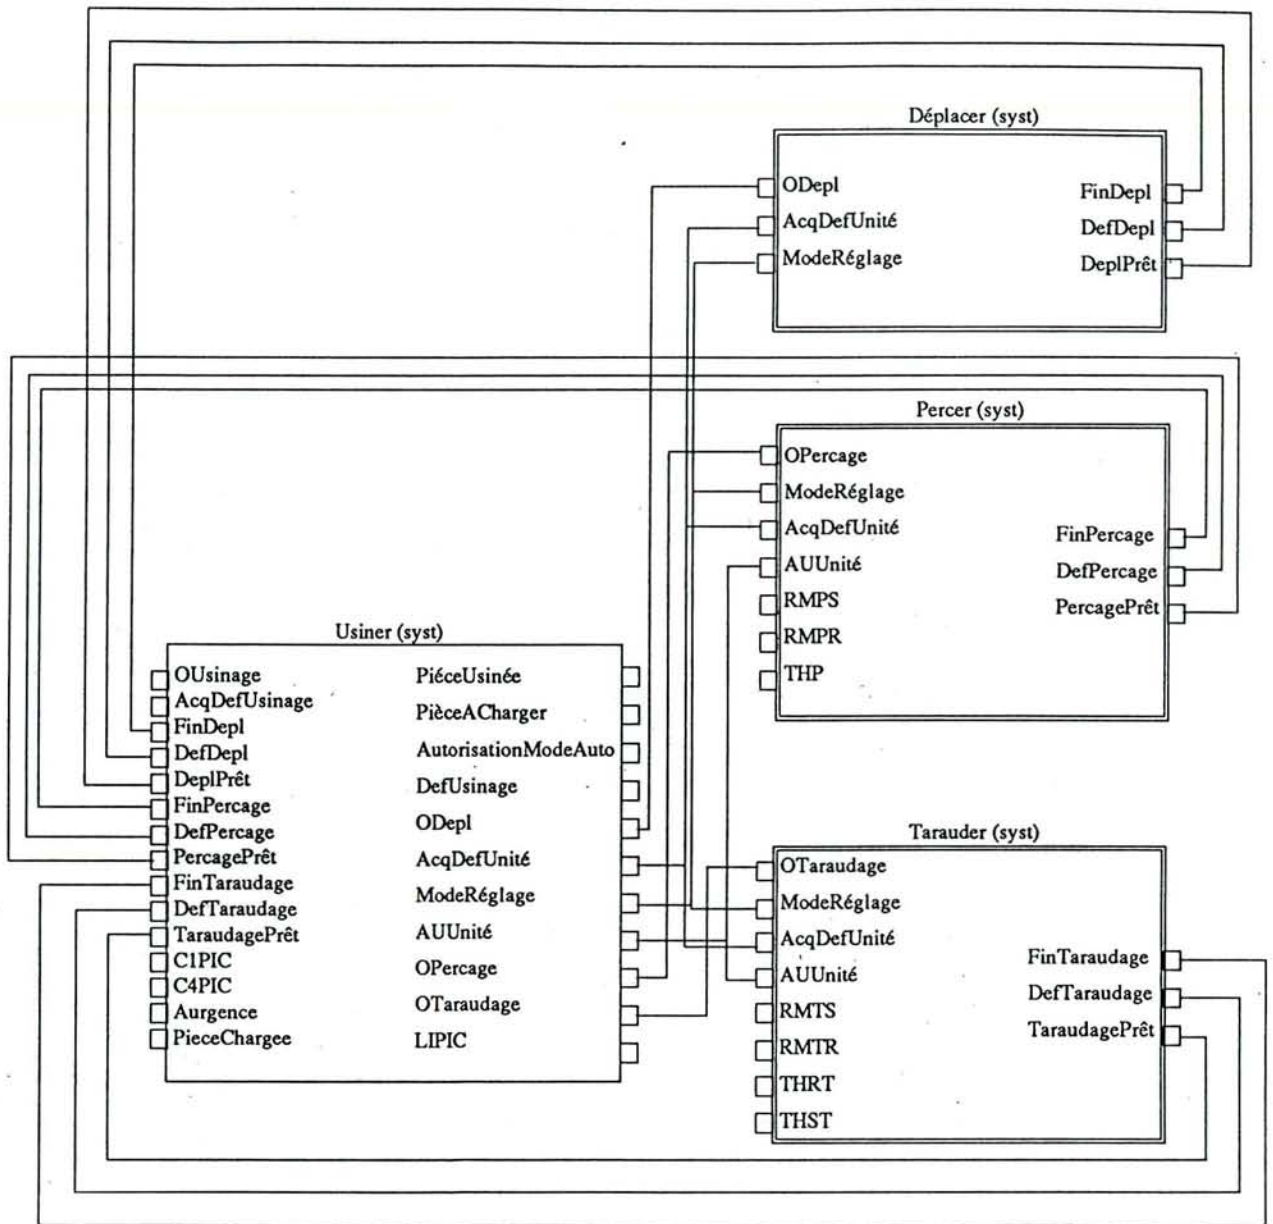 Déplacer (syst)
ODepl
AcqDefUnité
ModeRéglage
FinDepl
DefDepl
DeplPrêt
Percer (syst)
OPercage
ModeRéglage
AcqDefUnité
AUUnité
RMPS
RMPR
THP
FinPercage
DefPercage
PercagePrêt
Usiner (syst)
OUsinage
AcqDefUsinage
FinDepl
DefDepl
DeplPrêt
FinPercage
DefPercage
PercagePrêt
FinTaraudage
DefTaraudage
TaraudagePrêt
C1PIC
C4PIC
Aurgence
PieceChargee
PiéceUsinée
PièceACharger
AutorisationModeAuto
DefUsinage
ODepl
AcqDefUnité
ModeRéglage
AUUnité
OPercage
OTaraudage
LIPIC
Tarauder (syst)
OTaraudage
ModeRéglage
AcqDefUnité
AUUnité
RMTS
RMTR
THRT
THST
FinTaraudage
DefTaraudage
TaraudagePrêt